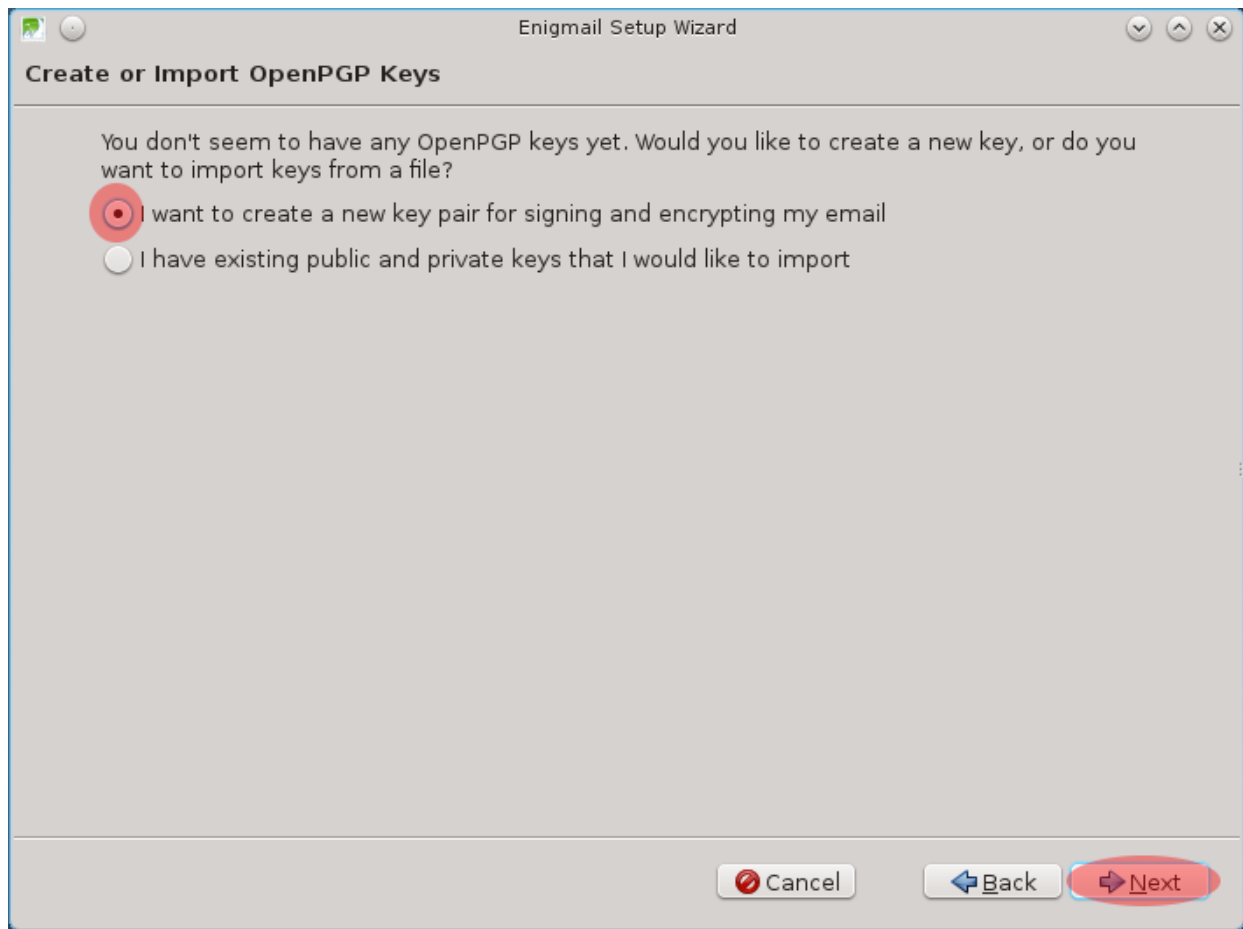 Enigmail Setup Wizard
Create or Import OpenPGP Keys
You don't seem to have any OpenPGP keys yet. Would you like to create a new key, or do you
want to import keys from a file?
I want to create a new key pair for signing and encrypting my email
I have existing public and private keys that I would like to import
Cancel Back Next